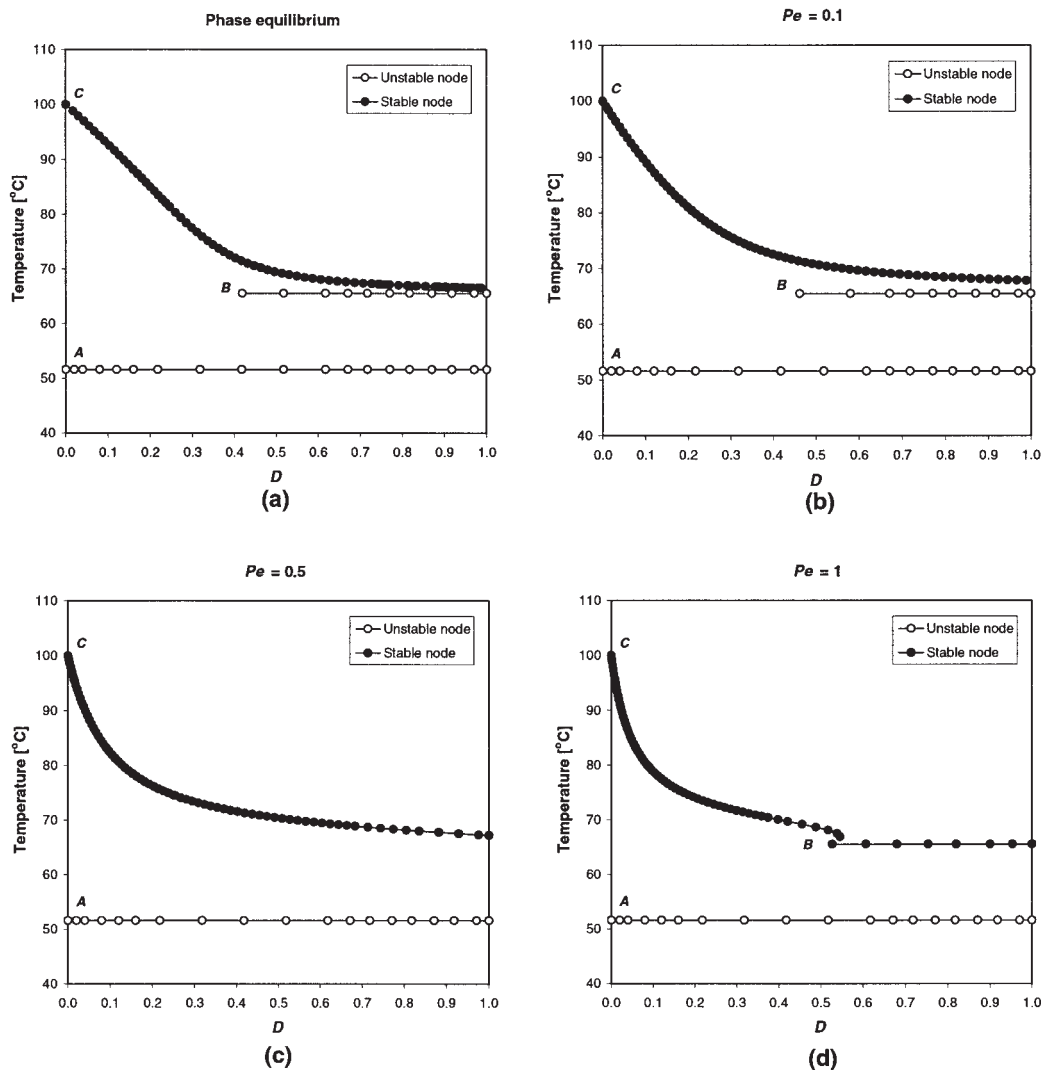 Phase equilibrium
110
100
90
80
70
60
50
40
Temperature [°C]
Unstable node
Stable node
C
B
A
0.0 0.1 0.2 0.3 0.4 0.5 0.6 0.7 0.8 0.9 1.0
D
(a)
Pe = 0.1
110
100
90
80
70
60
50
40
Temperature [°C]
Unstable node
Stable node
C
B
A
0.0 0.1 0.2 0.3 0.4 0.5 0.6 0.7 0.8 0.9 1.0
D
(b)
Pe = 0.5
110
100
90
80
70
60
50
40
Temperature [°C]
Unstable node
Stable node
C
A
0.0 0.1 0.2 0.3 0.4 0.5 0.6 0.7 0.8 0.9 1.0
D
(c)
Pe = 1
110
100
90
80
70
60
50
40
Temperature [°C]
Unstable node
Stable node
C
B
A
0.0 0.1 0.2 0.3 0.4 0.5 0.6 0.7 0.8 0.9 1.0
D
(d)